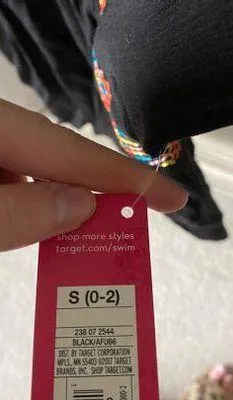 shop more styles
target.com/swim
S (0-2)
238 07 2544
BLACK/AFU66
DIST. BY TARGET CORPORATION
MPLS, MN 55403 ©2017 TARGET
BRANDS, INC. SHOP TARGET.COM